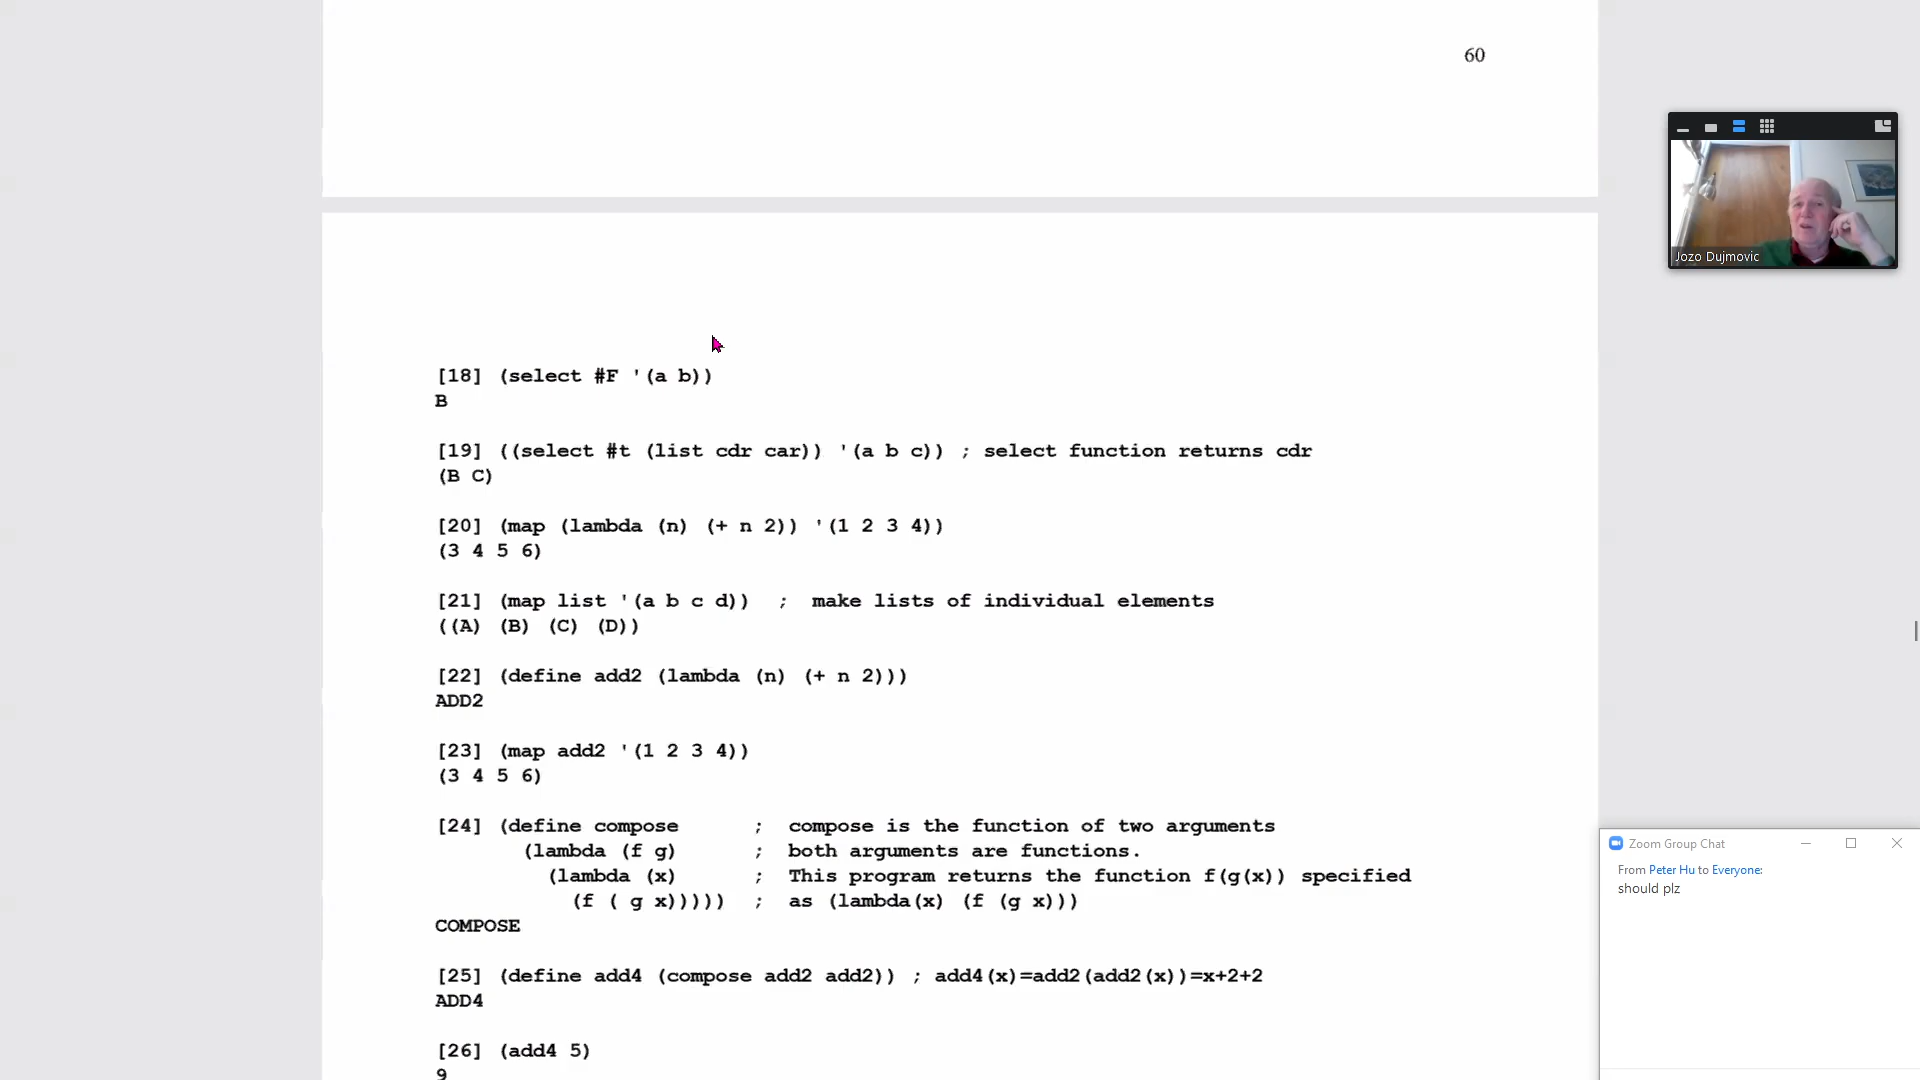 60
Jozo Dujmovic
[18] (select #F '(a b))
B
[19] ((select #t (list cdr car)) '(a b c)) ; select function returns cdr
(B C)
[20] (map (lambda (n) (+ n 2)) '(1 2 3 4))
(3 4 5 6)
[21] (map list '(a b c d)) ; make lists of individual elements
((A) (B) (C) (D))
[22] (define add2 (lambda (n) (+ n 2)))
ADD2
[23] (map add2 '(1 2 3 4))
(3 4 5 6)
[24] (define compose ; compose is the function of two arguments
(lambda (f g) ; both arguments are functions.
(lambda (x) ; This program returns the function f(g(x)) specified
(f ( g x))))) ; as (lambda(x) (f (g x)))
COMPOSE
[25] (define add4 (compose add2 add2)) ; add4(x)=add2(add2(x))=x+2+2
ADD4
[26] (add4 5)
9
Zoom Group Chat
From Peter Hu to Everyone:
should plz